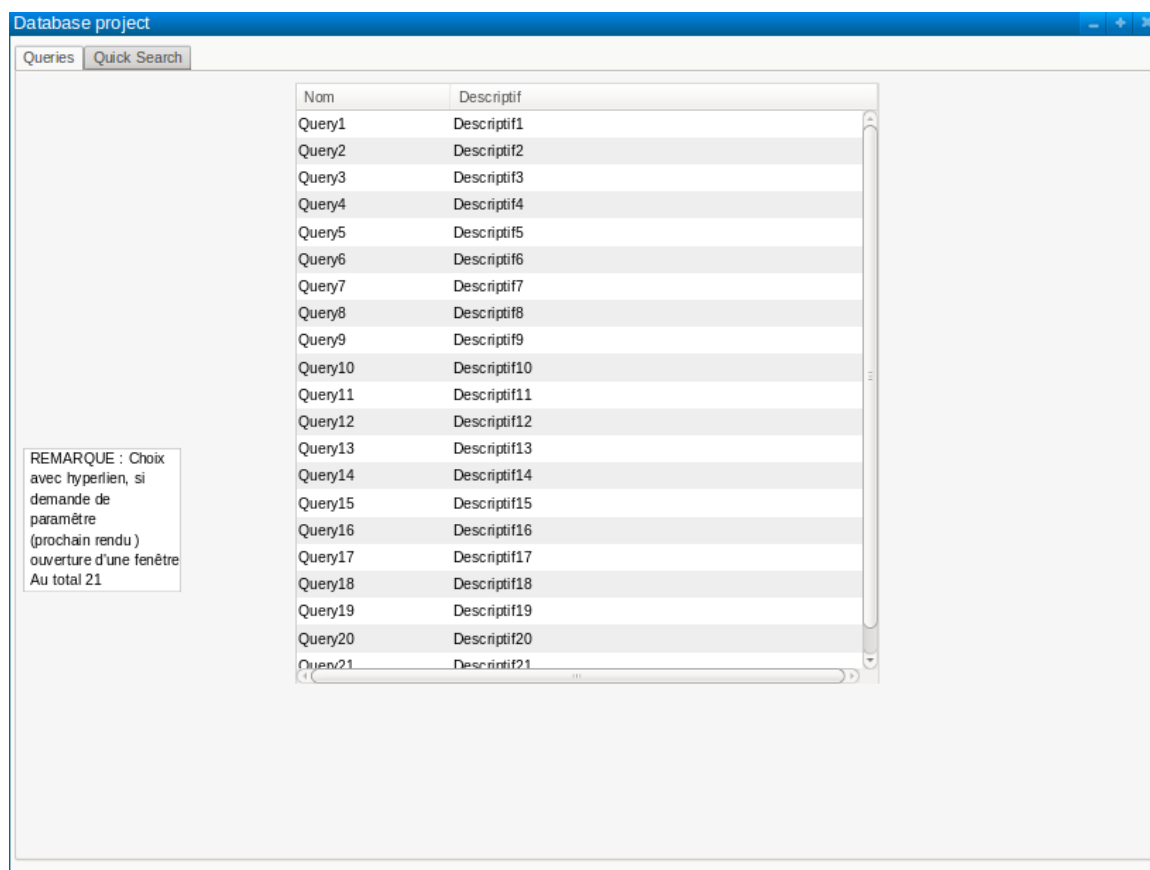 Database project
Queries Quick Search
Nom Descriptif
Query1 Descriptif1
Query2 Descriptif2
Query3 Descriptif3
Query4 Descriptif4
Query5 Descriptif5
Query6 Descriptif6
Query7 Descriptif7
Query8 Descriptif8
Query9 Descriptif9
Query10 Descriptif10
Query11 Descriptif11
Query12 Descriptif12
Query13 Descriptif13
Query14 Descriptif14
Query15 Descriptif15
Query16 Descriptif16
Query17 Descriptif17
Query18 Descriptif18
Query19 Descriptif19
Query20 Descriptif20
Query21 Descriptif21
REMARQUE : Choix
avec hyperlien, si
demande de
paramêtre
(prochain rendu )
ouverture d'une fenêtre
Au total 21